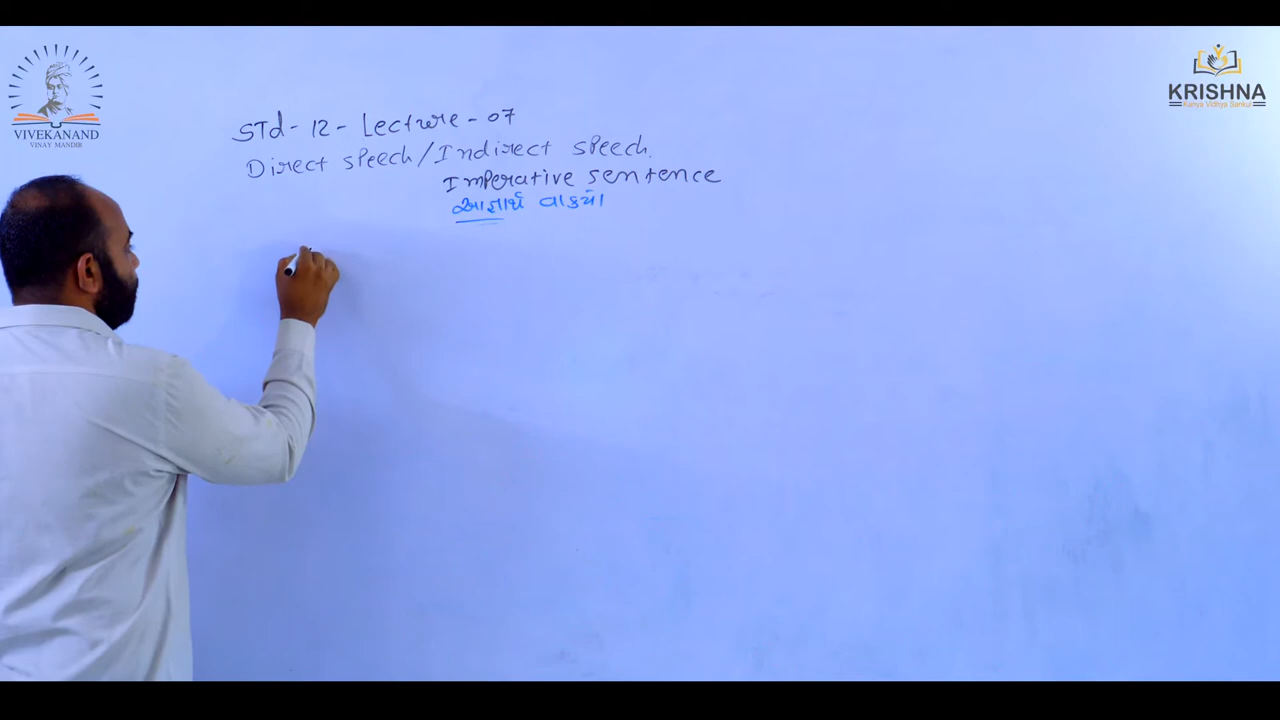 VIVEKANAND
VINAY MANDIR
KRISHNA
Kanya Vidhya Sankul
STd - 12 - Lecture - 07
Direct speech / Indirect speech.
Imperative sentence
આજ્ઞાર્થ વાક્યો